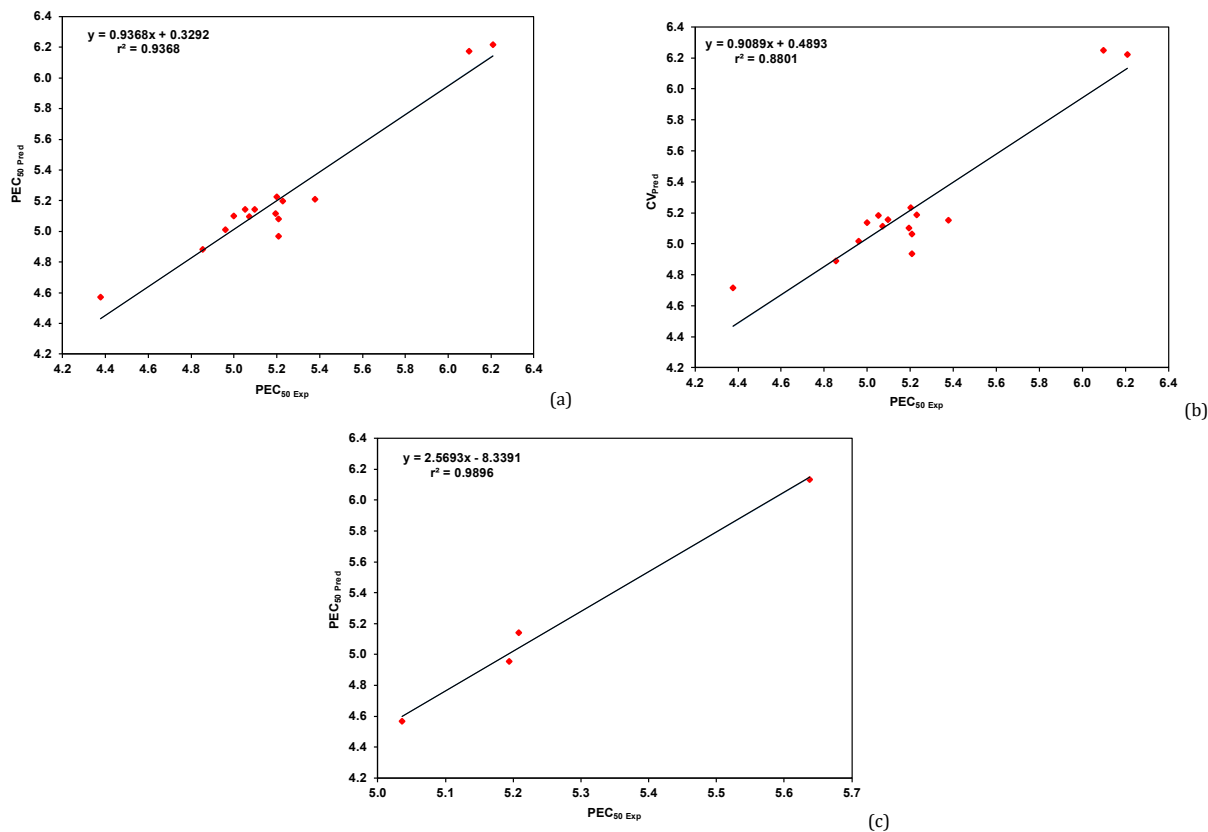 y = 0.9368x + 0.3292
r² = 0.9368
6.4
6.2
6.0
5.8
5.6
5.4
5.2
5.0
4.8
4.6
4.4
4.2
PEC50 Pred
4.2 4.4 4.6 4.8 5.0 5.2 5.4 5.6 5.8 6.0 6.2 6.4
PEC50 Exp
(a)
y = 0.9089x + 0.4893
r² = 0.8801
6.4
6.2
6.0
5.8
5.6
5.4
5.2
5.0
4.8
4.6
4.4
4.2
CVPred
4.2 4.4 4.6 4.8 5.0 5.2 5.4 5.6 5.8 6.0 6.2 6.4
PEC50 Exp
(b)
y = 2.5693x - 8.3391
r² = 0.9896
6.4
6.2
6.0
5.8
5.6
5.4
5.2
5.0
4.8
4.6
4.4
4.2
PEC50 Pred
5.0 5.1 5.2 5.3 5.4 5.5 5.6 5.7
PEC50 Exp
(c)